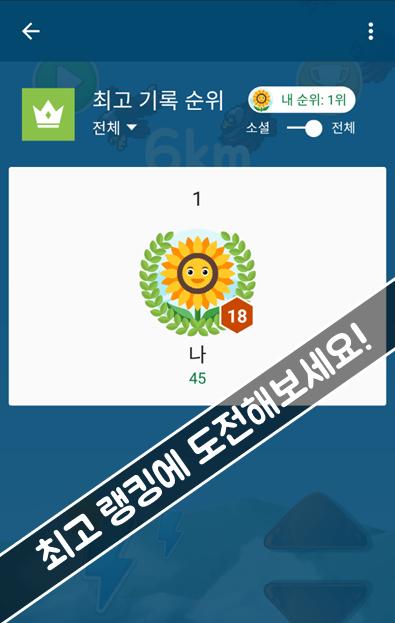 최고 기록 순위
내 순위: 1위
전체
소셜 전체
6km
1
18
나
45
최고 랭킹에 도전해보세요!